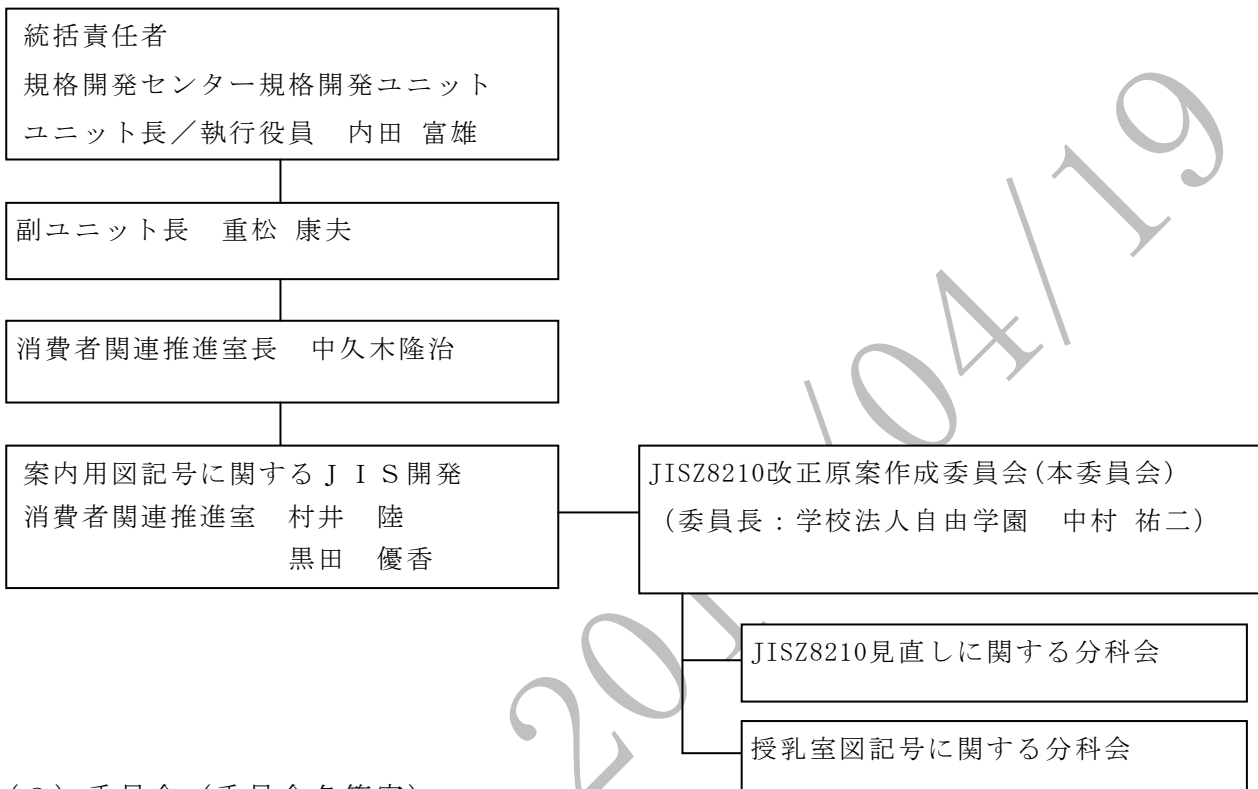 統括責任者
規格開発センター規格開発ユニット
ユニット長／執行役員　内田 富雄
副ユニット長　重松 康夫
消費者関連推進室長　中久木隆治
案内用図記号に関するＪＩＳ開発
消費者関連推進室　村井　陸
黒田　優香
JISZ8210改正原案作成委員会(本委員会)
（委員長：学校法人自由学園　中村 祐二）
JISZ8210見直しに関する分科会
授乳室図記号に関する分科会
/04/19